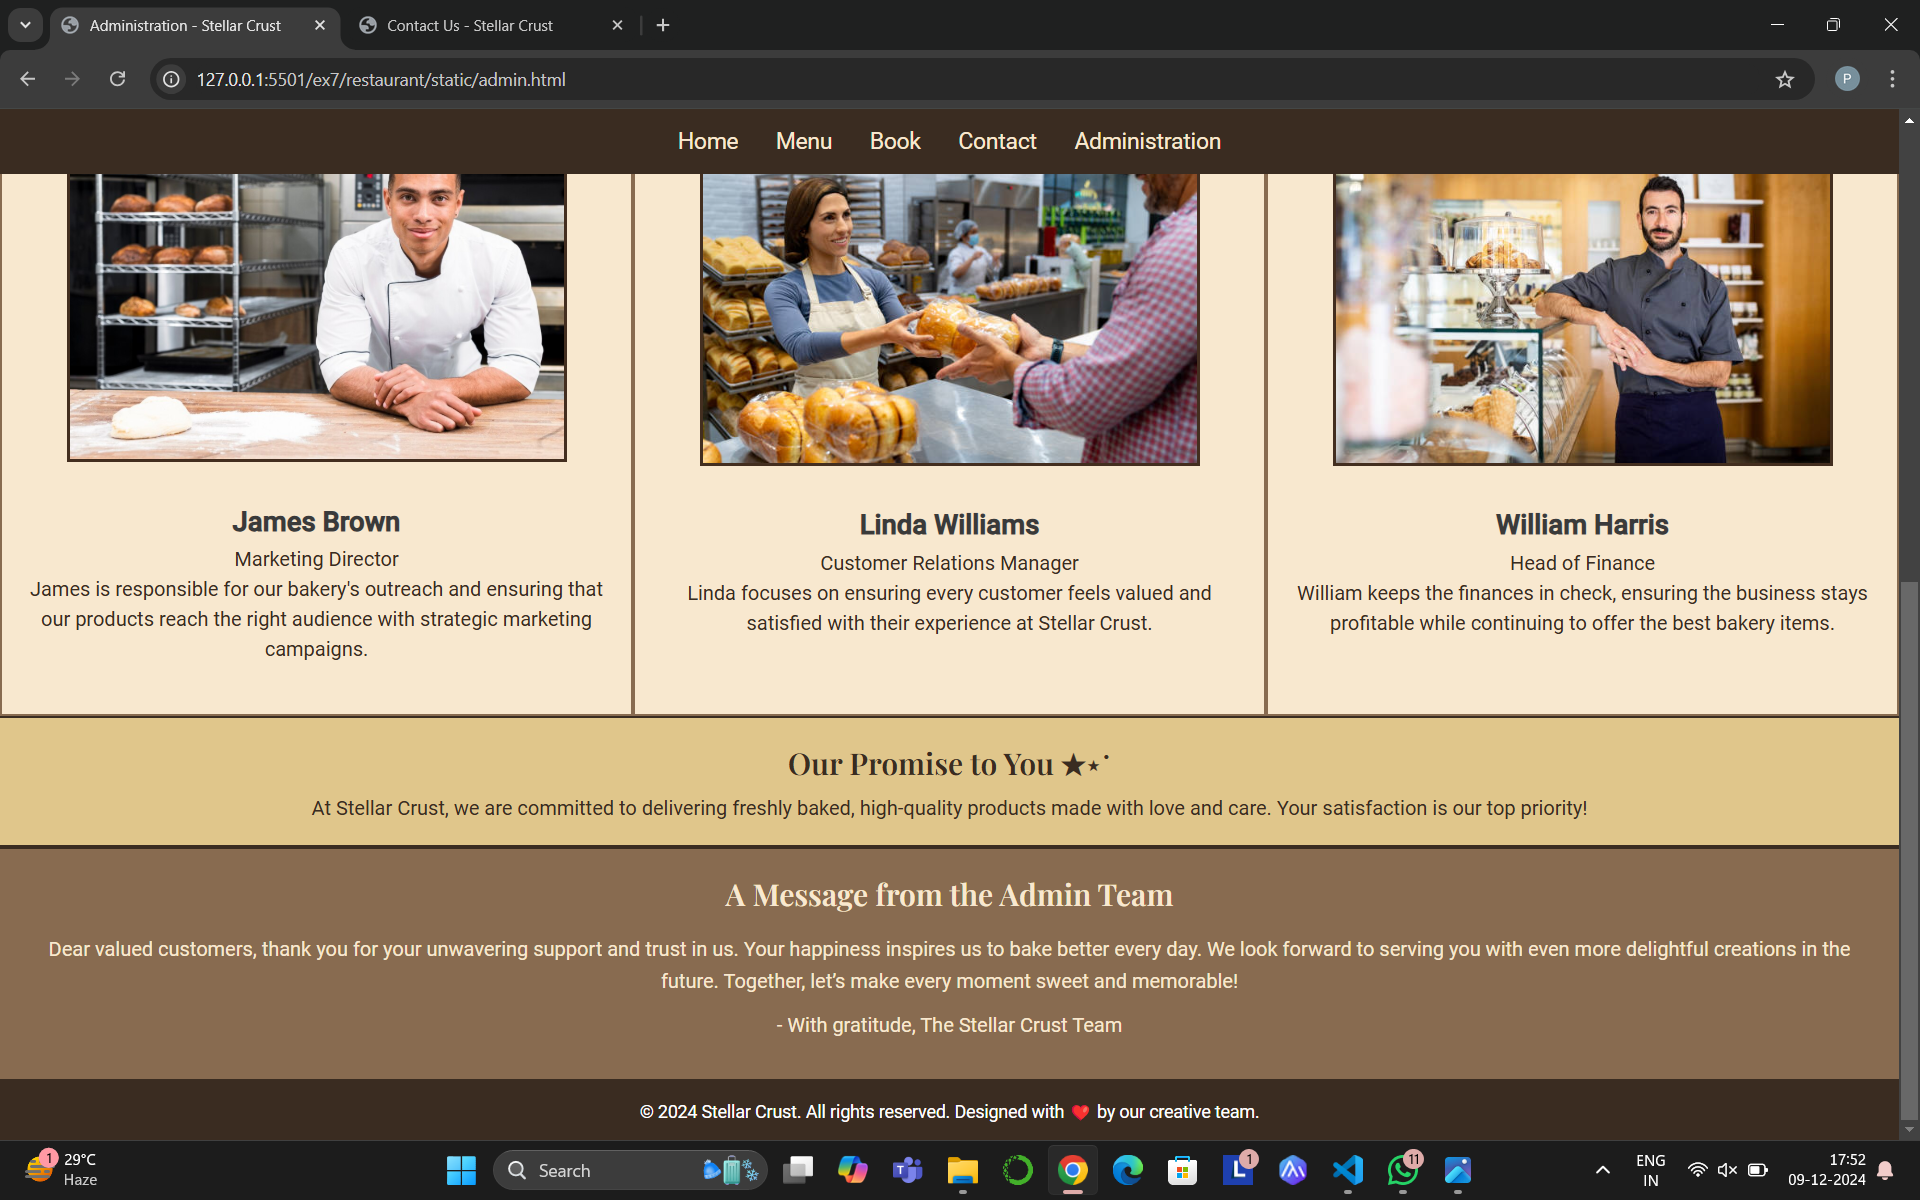 Administration - Stellar Crust
Contact Us - Stellar Crust
127.0.0.1:5501/ex7/restaurant/static/admin.html
P
Home Menu Book Contact Administration
James Brown
Marketing Director
James is responsible for our bakery's outreach and ensuring that
our products reach the right audience with strategic marketing
campaigns.
Linda Williams
Customer Relations Manager
Linda focuses on ensuring every customer feels valued and
satisfied with their experience at Stellar Crust.
William Harris
Head of Finance
William keeps the finances in check, ensuring the business stays
profitable while continuing to offer the best bakery items.
Our Promise to You ★⋆˙
At Stellar Crust, we are committed to delivering freshly baked, high-quality products made with love and care. Your satisfaction is our top priority!
A Message from the Admin Team
Dear valued customers, thank you for your unwavering support and trust in us. Your happiness inspires us to bake better every day. We look forward to serving you with even more delightful creations in the
future. Together, let’s make every moment sweet and memorable!
- With gratitude, The Stellar Crust Team
© 2024 Stellar Crust. All rights reserved. Designed with ❤️ by our creative team.
1
29°C
Haze
Search
T
L
1
11
ENG
IN
17:52
09-12-2024